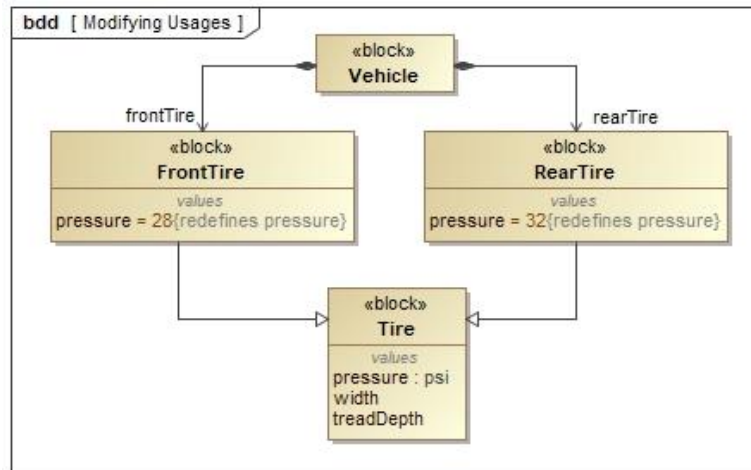 bdd [ Modifying Usages ]
«block»
Vehicle
frontTire
rearTire
«block»
FrontTire
values
pressure = 28{redefines pressure}
«block»
RearTire
values
pressure = 32{redefines pressure}
«block»
Tire
values
pressure : psi
width
treadDepth